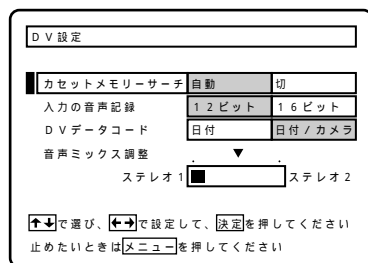 DV設定
カセットメモリーサーチ 自動 切
入力の音声記録 12ビット 16ビット
DVデータコード 日付 日付/カメラ
音声ミックス調整
ステレオ1 ステレオ2
↑↓で選び、←→で設定して、決定を押してください
止めたいときはメニューを押してください